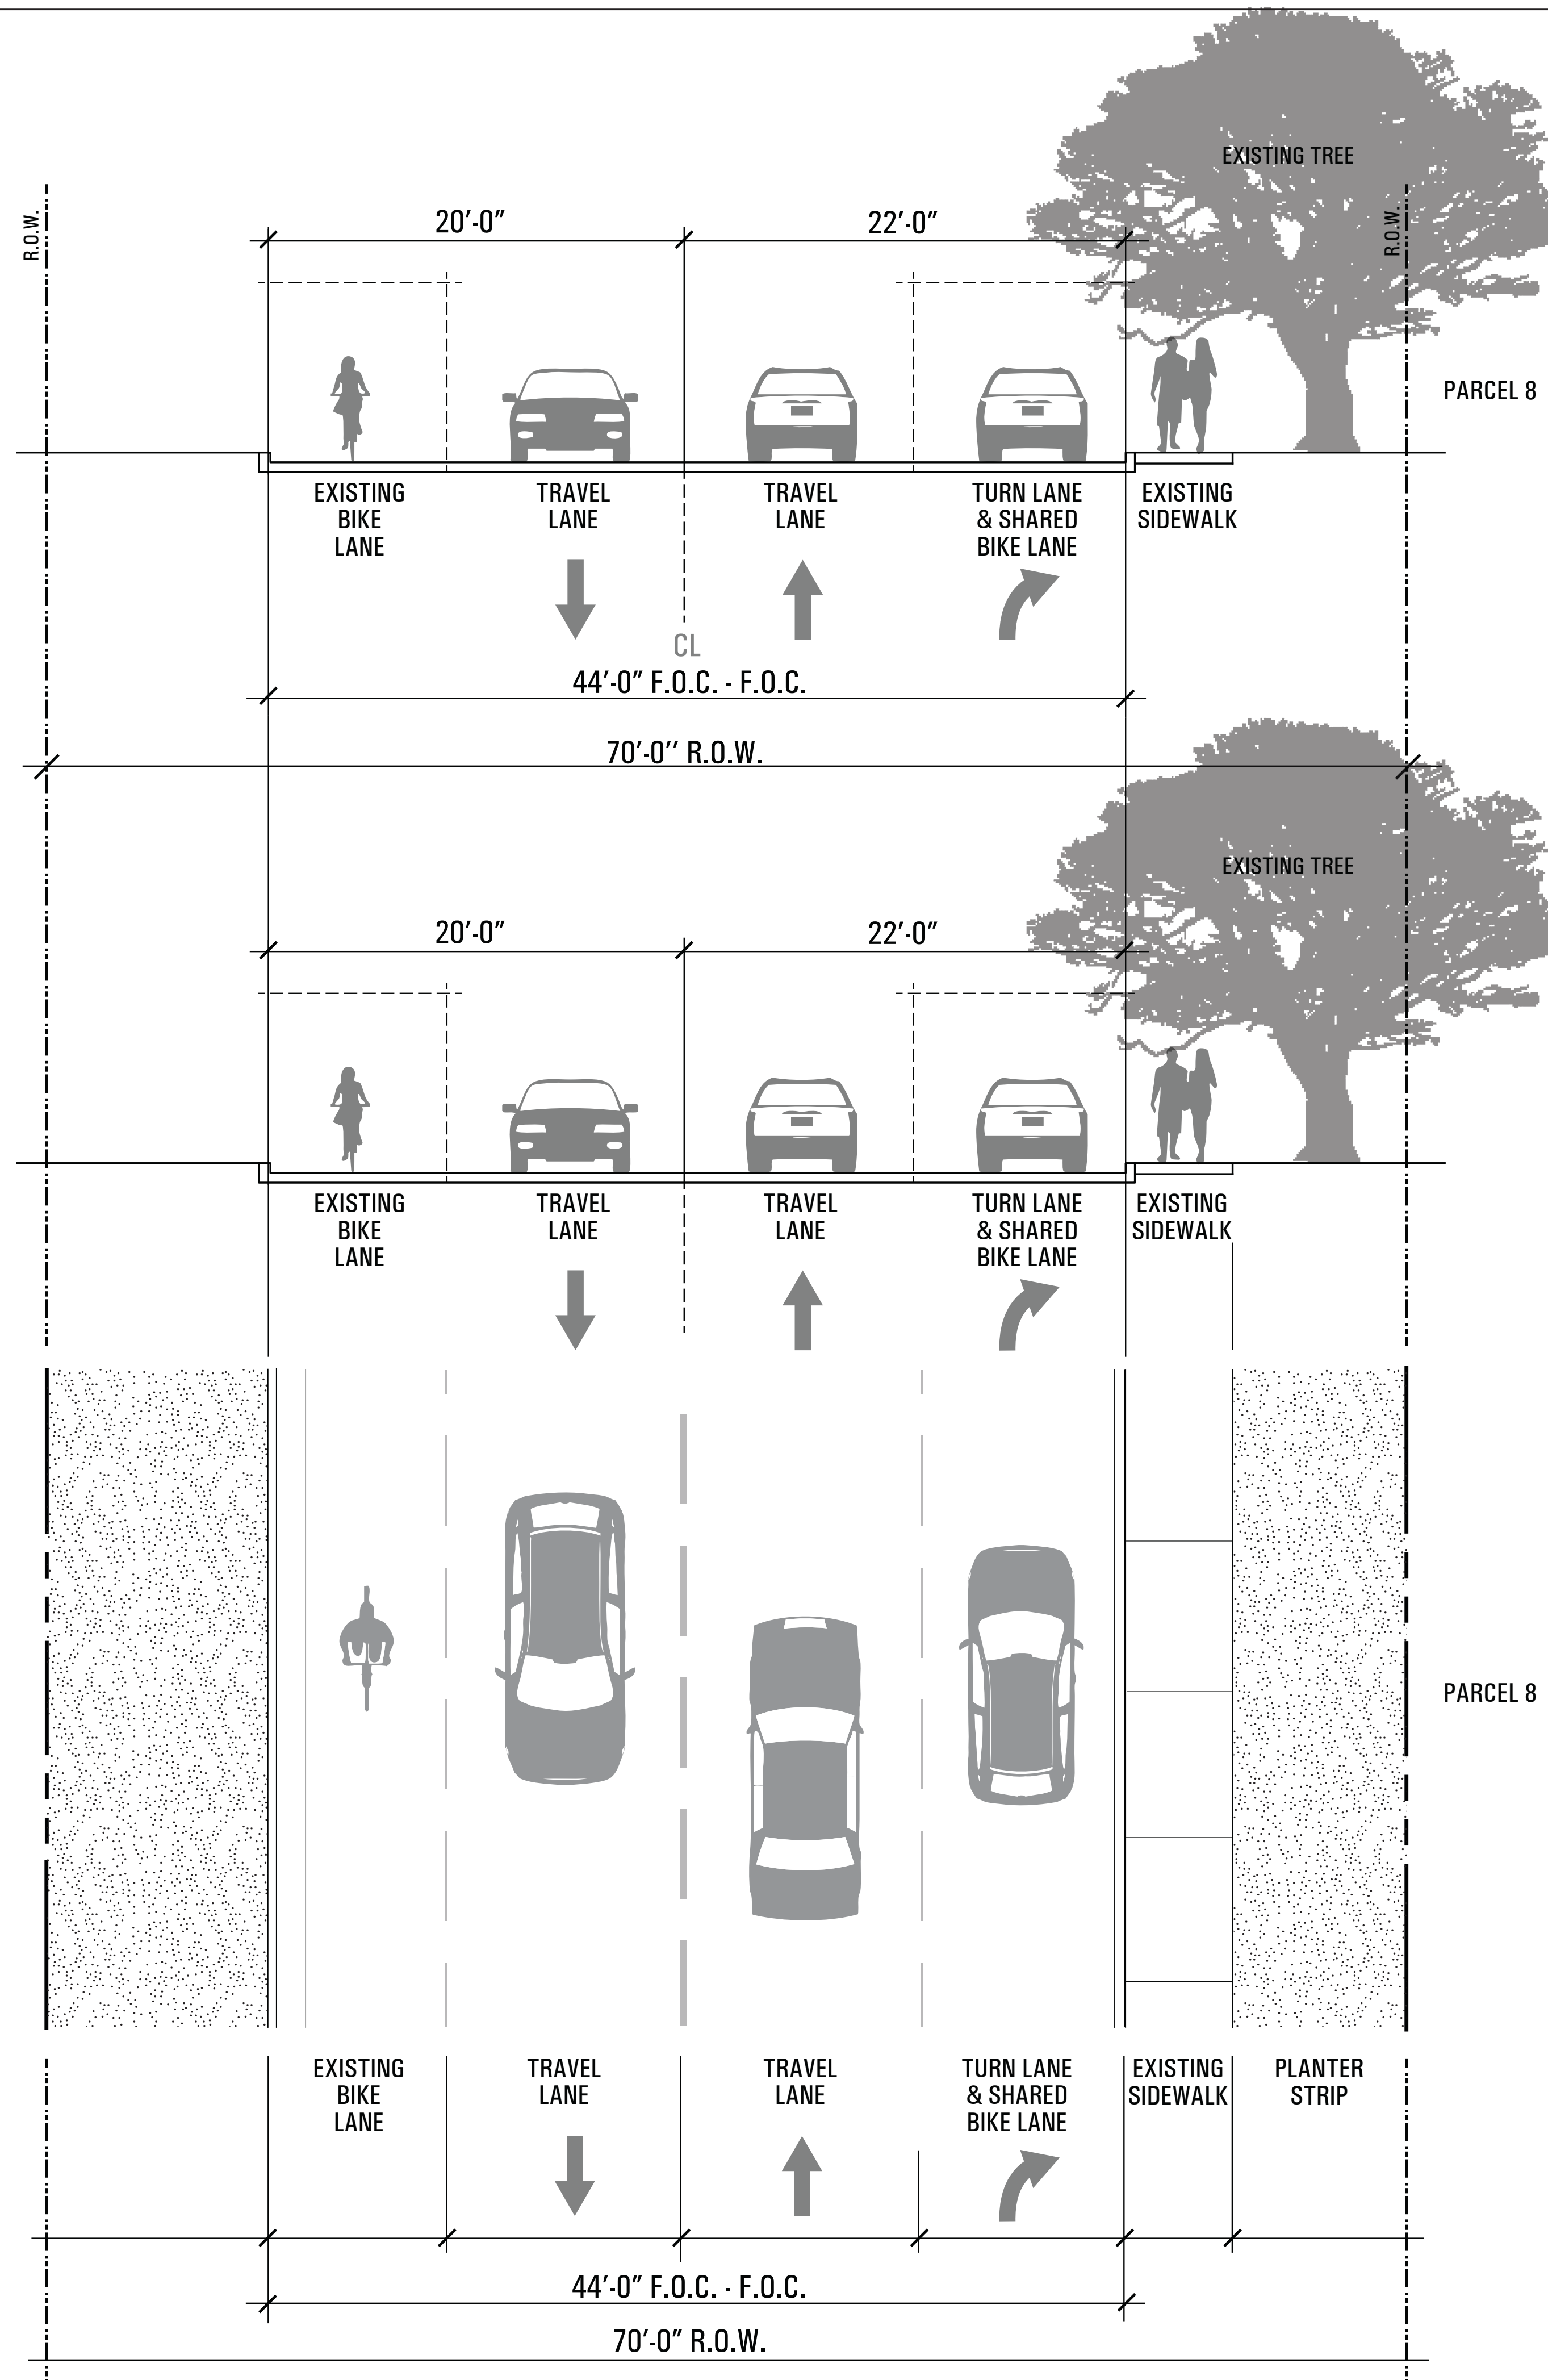 EXISTING TREE
R.O.W.
20'-0"
22'-0"
R.O.W.
PARCEL 8
EXISTING
BIKE
LANE
TRAVEL
LANE
TRAVEL
LANE
TURN LANE
& SHARED
BIKE LANE
EXISTING
SIDEWALK
CL
44'-0" F.O.C. - F.O.C.
70'-0'' R.O.W.
EXISTING TREE
20'-0"
22'-0"
EXISTING
BIKE
LANE
TRAVEL
LANE
TRAVEL
LANE
TURN LANE
& SHARED
BIKE LANE
EXISTING
SIDEWALK
PARCEL 8
EXISTING
BIKE
LANE
TRAVEL
LANE
TRAVEL
LANE
TURN LANE
& SHARED
BIKE LANE
EXISTING
SIDEWALK
PLANTER
STRIP
44'-0" F.O.C. - F.O.C.
70'-0" R.O.W.